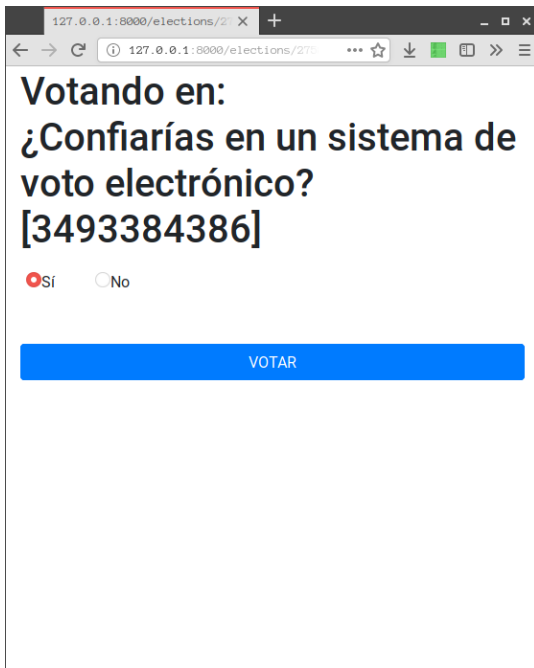 127.0.0.1:8000/elections/27
127.0.0.1:8000/elections/275
Votando en:
¿Confiarías en un sistema de
voto electrónico?
[3493384386]
Sí No
VOTAR